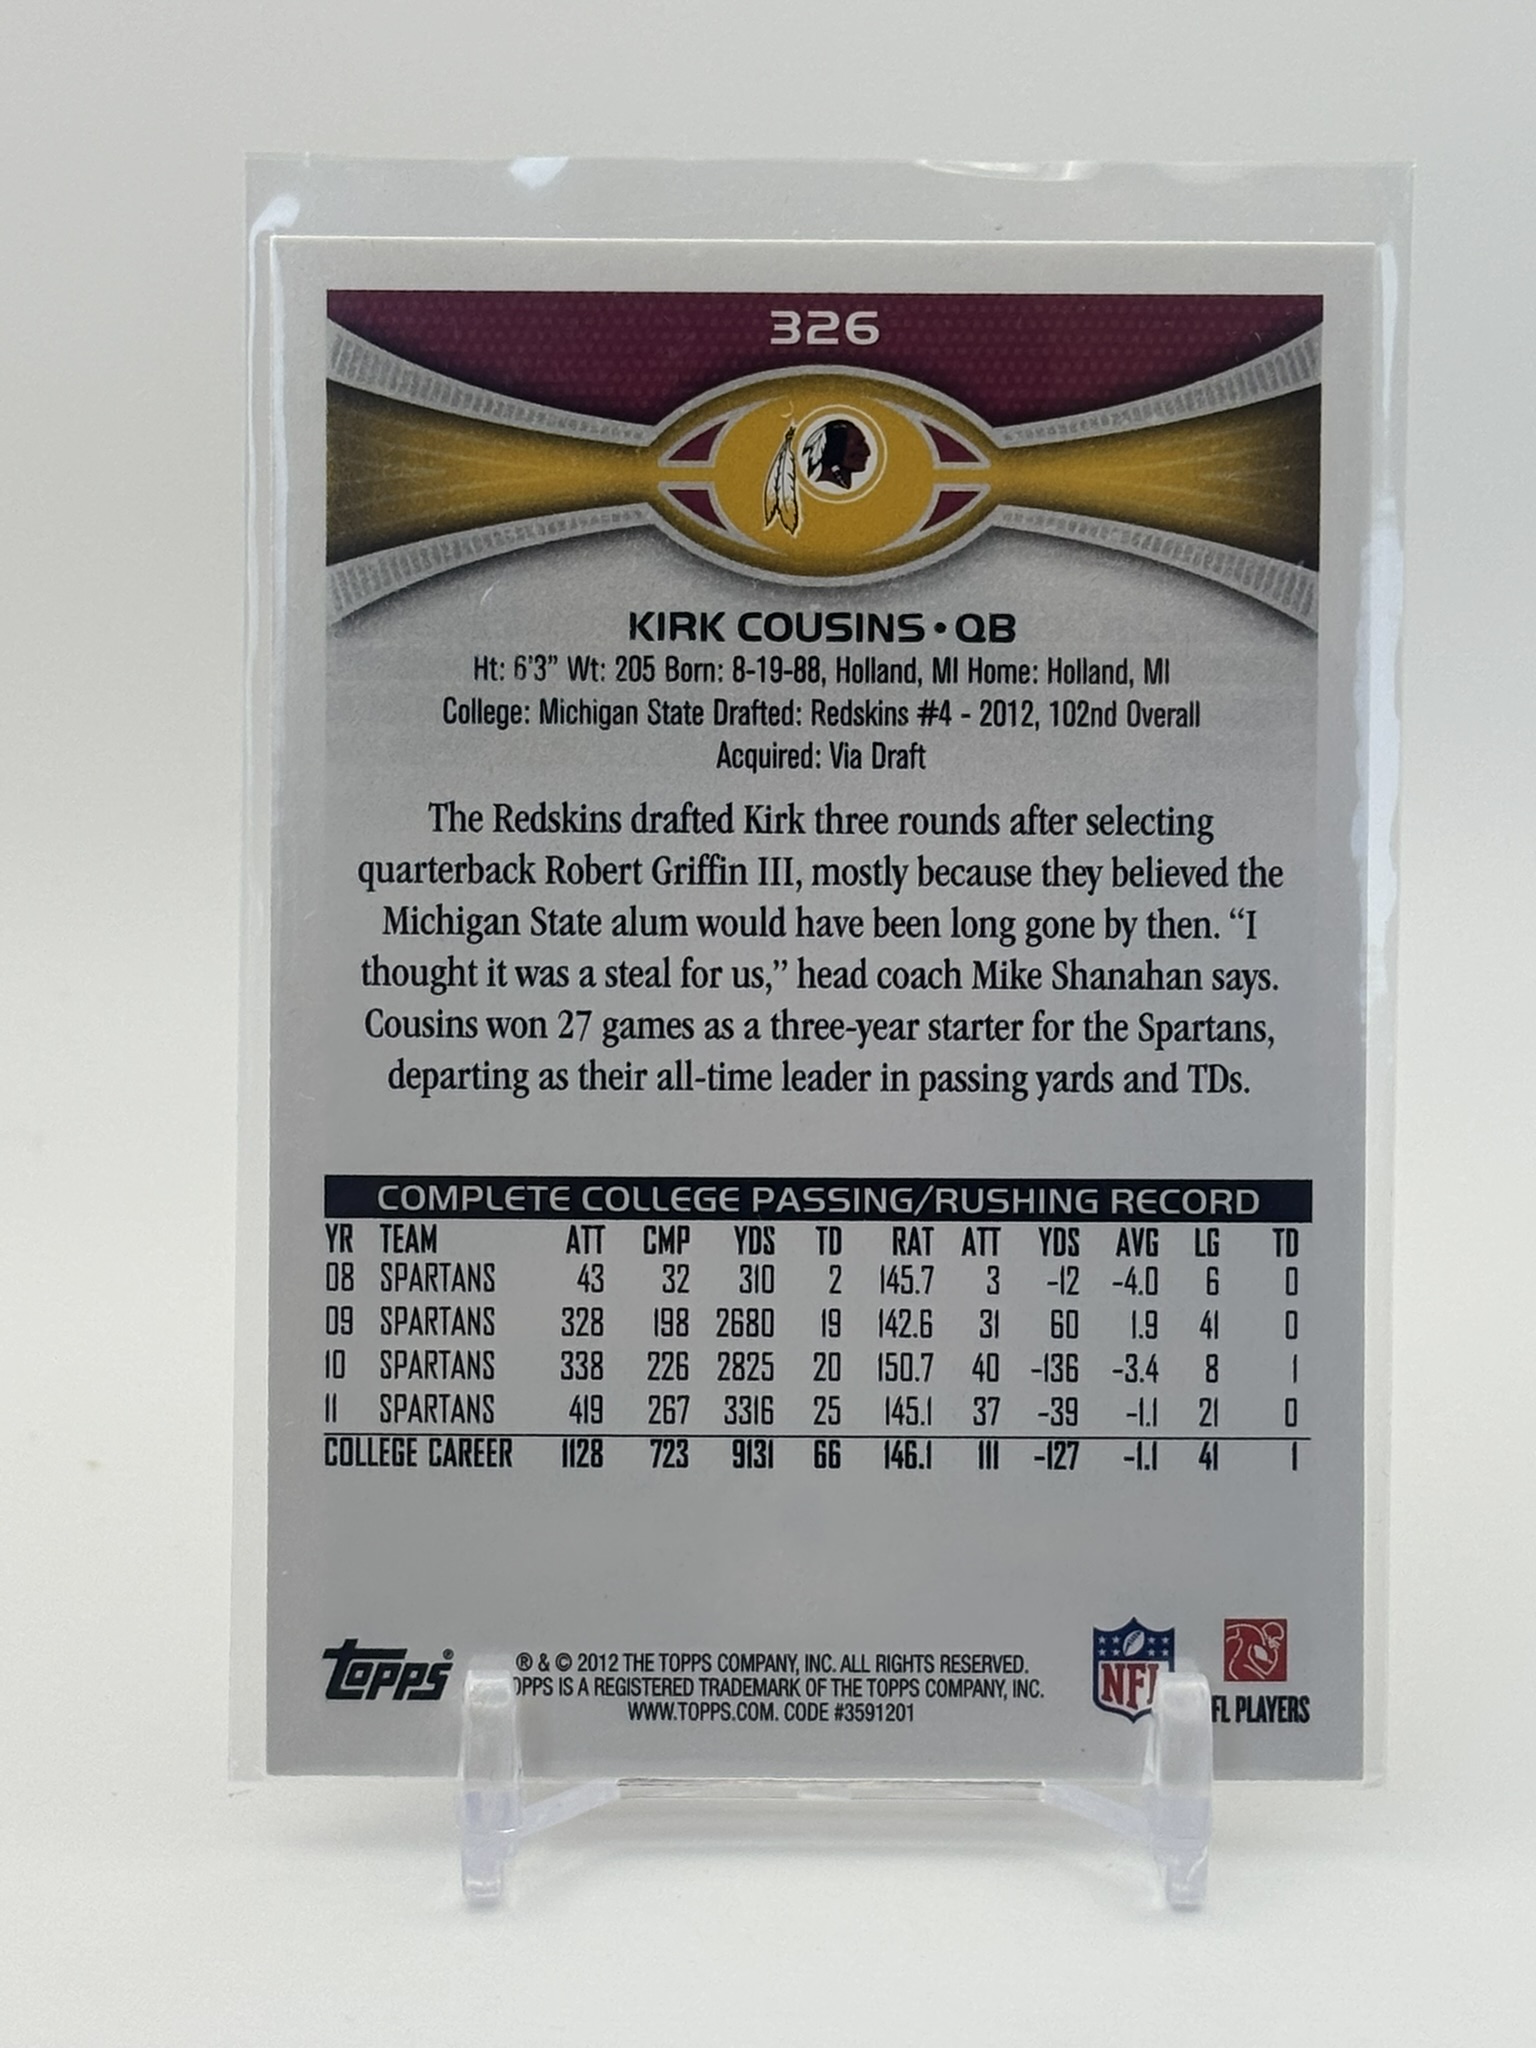 326
KIRK COUSINS • QB
Ht: 6'3" Wt: 205 Born: 8-19-88, Holland, MI Home: Holland, MI
College: Michigan State Drafted: Redskins #4 - 2012, 102nd Overall
Acquired: Via Draft
The Redskins drafted Kirk three rounds after selecting
quarterback Robert Griffin III, mostly because they believed the
Michigan State alum would have been long gone by then. “I
thought it was a steal for us,” head coach Mike Shanahan says.
Cousins won 27 games as a three-year starter for the Spartans,
departing as their all-time leader in passing yards and TDs.
COMPLETE COLLEGE PASSING/RUSHING RECORD
YR TEAM ATT CMP YDS TD RAT ATT YDS AVG LG TD
08 SPARTANS 43 32 310 2 145.7 3 -12 -4.0 6 0
09 SPARTANS 328 198 2680 19 142.6 31 60 1.9 41 0
10 SPARTANS 338 226 2825 20 150.7 40 -136 -3.4 8 1
11 SPARTANS 419 267 3316 25 145.1 37 -39 -1.1 21 0
COLLEGE CAREER 1128 723 9131 66 146.1 111 -127 -1.1 41 1
topps®
® & © 2012 THE TOPPS COMPANY, INC. ALL RIGHTS RESERVED.
OPPS IS A REGISTERED TRADEMARK OF THE TOPPS COMPANY, INC.
WWW.TOPPS.COM. CODE #3591201
NFL
FL PLAYERS